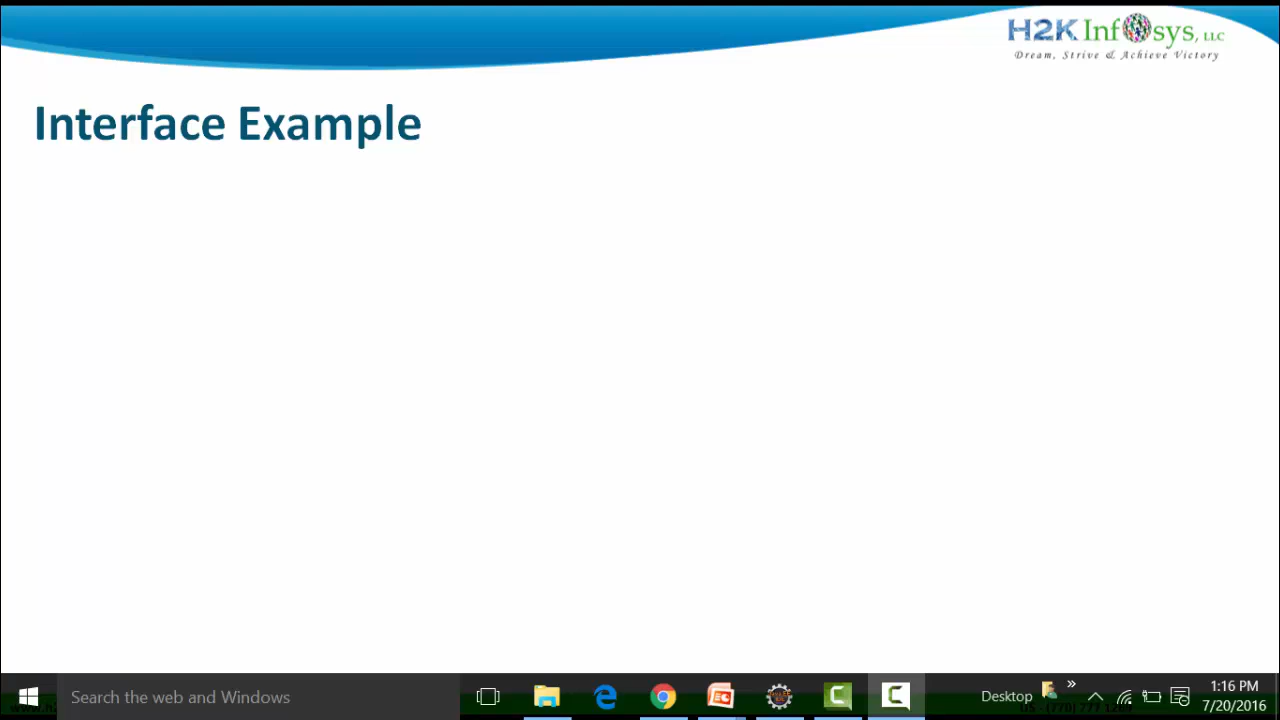 H2K Infosys, LLC
Dream, Strive & Achieve Victory
Interface Example
Search the web and Windows
Desktop
1:16 PM
7/20/2016